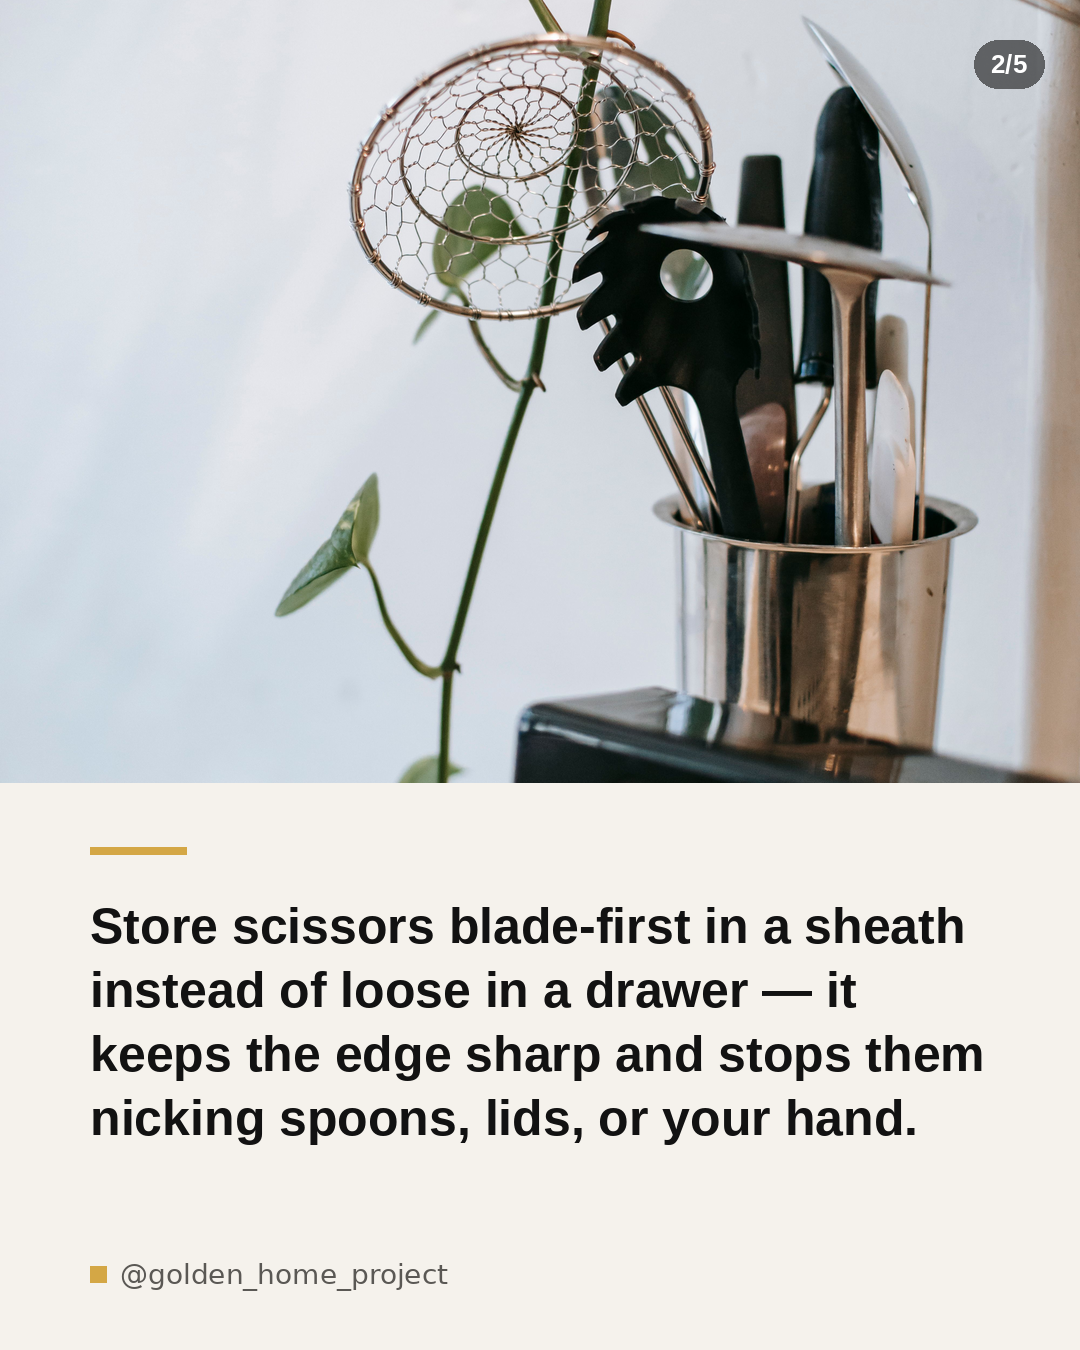 2/5
Store scissors blade-first in a sheath
instead of loose in a drawer — it
keeps the edge sharp and stops them
nicking spoons, lids, or your hand.
@golden_home_project